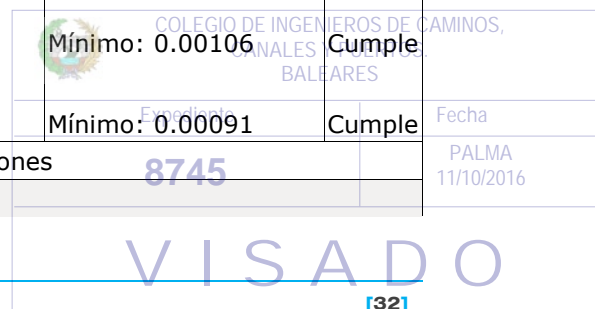 COLEGIO DE INGENIEROS DE CAMINOS,
Mínimo: 0.00106 Cumple
CANALES Y PUERTOS.
BALEARES
Expediente Fecha
Mínimo: 0.00091 Cumple
ones
8745
PALMA
11/10/2016
VISADO
[32]